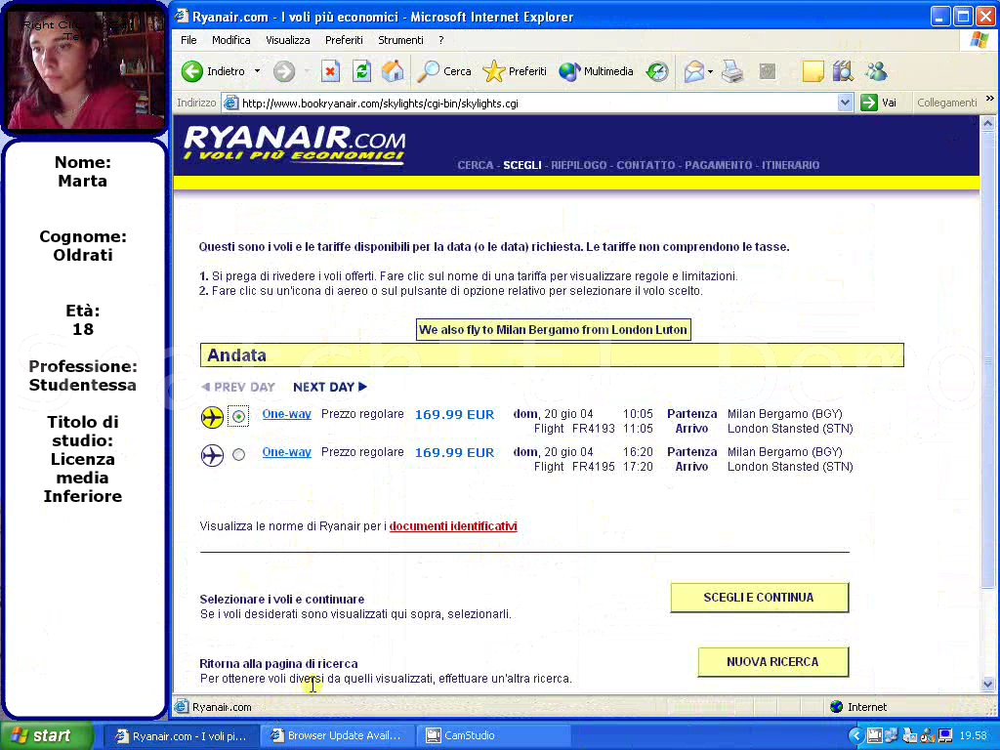 Right Click to Edit
Text
Nome:
Marta
Cognome:
Oldrati
Età:
18
Professione:
Studentessa
Titolo di
studio:
Licenza
media
Inferiore
Ryanair.com - I voli più economici - Microsoft Internet Explorer
File Modifica Visualizza Preferiti Strumenti ?
Indietro Cerca Preferiti Multimedia
Indirizzo http://www.bookryanair.com/skylights/cgi-bin/skylights.cgi Vai Collegamenti »
RYANAIR.COM
I VOLI PIÙ ECONOMICI
CERCA - SCEGLI - RIEPILOGO - CONTATTO - PAGAMENTO - ITINERARIO
Questi sono i voli e le tariffe disponibili per la data (o le data) richiesta. Le tariffe non comprendono le tasse.
1. Si prega di rivedere i voli offerti. Fare clic sul nome di una tariffa per visualizzare regole e limitazioni.
2. Fare clic su un'icona di aereo o sul pulsante di opzione relativo per selezionare il volo scelto.
We also fly to Milan Bergamo from London Luton
Andata
PREV DAY NEXT DAY
One-way Prezzo regolare 169.99 EUR dom, 20 gio 04 10:05 Partenza Milan Bergamo (BGY)
Flight FR4193 11:05 Arrivo London Stansted (STN)
One-way Prezzo regolare 169.99 EUR dom, 20 gio 04 16:20 Partenza Milan Bergamo (BGY)
Flight FR4195 17:20 Arrivo London Stansted (STN)
Visualizza le norme di Ryanair per i documenti identificativi
Selezionare i voli e continuare
Se i voli desiderati sono visualizzati qui sopra, selezionarli.
SCEGLI E CONTINUA
Ritorna alla pagina di ricerca
Per ottenere voli diversi da quelli visualizzati, effettuare un'altra ricerca.
NUOVA RICERCA
Ryanair.com Internet
start Ryanair.com - I voli pi... Browser Update Avail... CamStudio 19.58